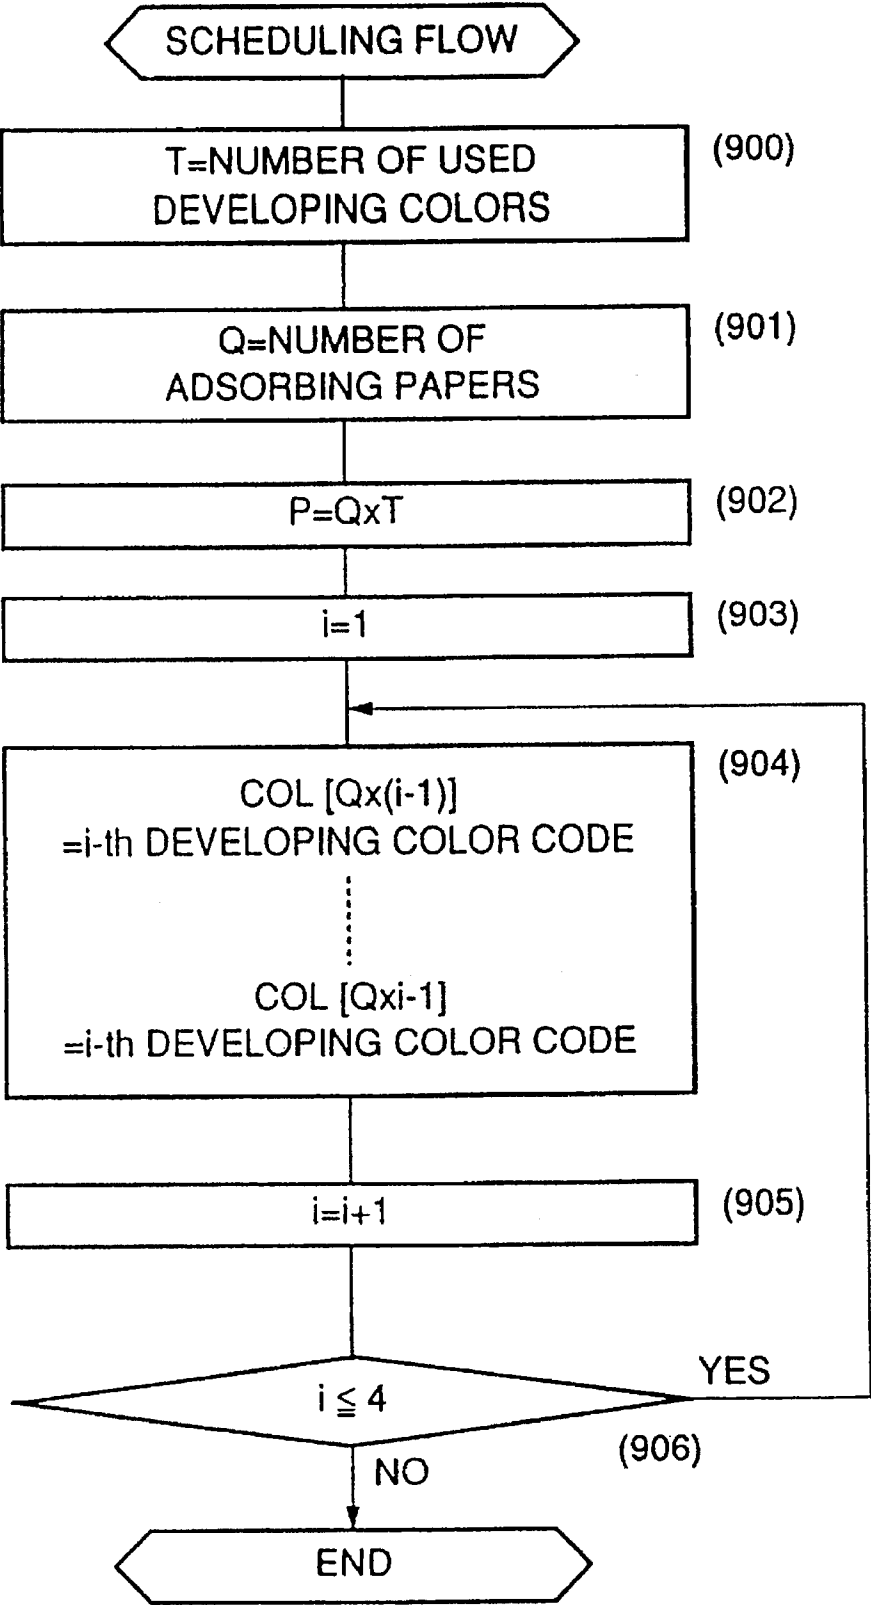 SCHEDULING FLOW
T=NUMBER OF USED
DEVELOPING COLORS
(900)
Q=NUMBER OF
ADSORBING PAPERS
(901)
P=QxT
(902)
i=1
(903)
COL [Qx(i-1)]
=i-th DEVELOPING COLOR CODE
COL [Qxi-1]
=i-th DEVELOPING COLOR CODE
(904)
i=i+1
(905)
i ≦ 4
YES
(906)
NO
END